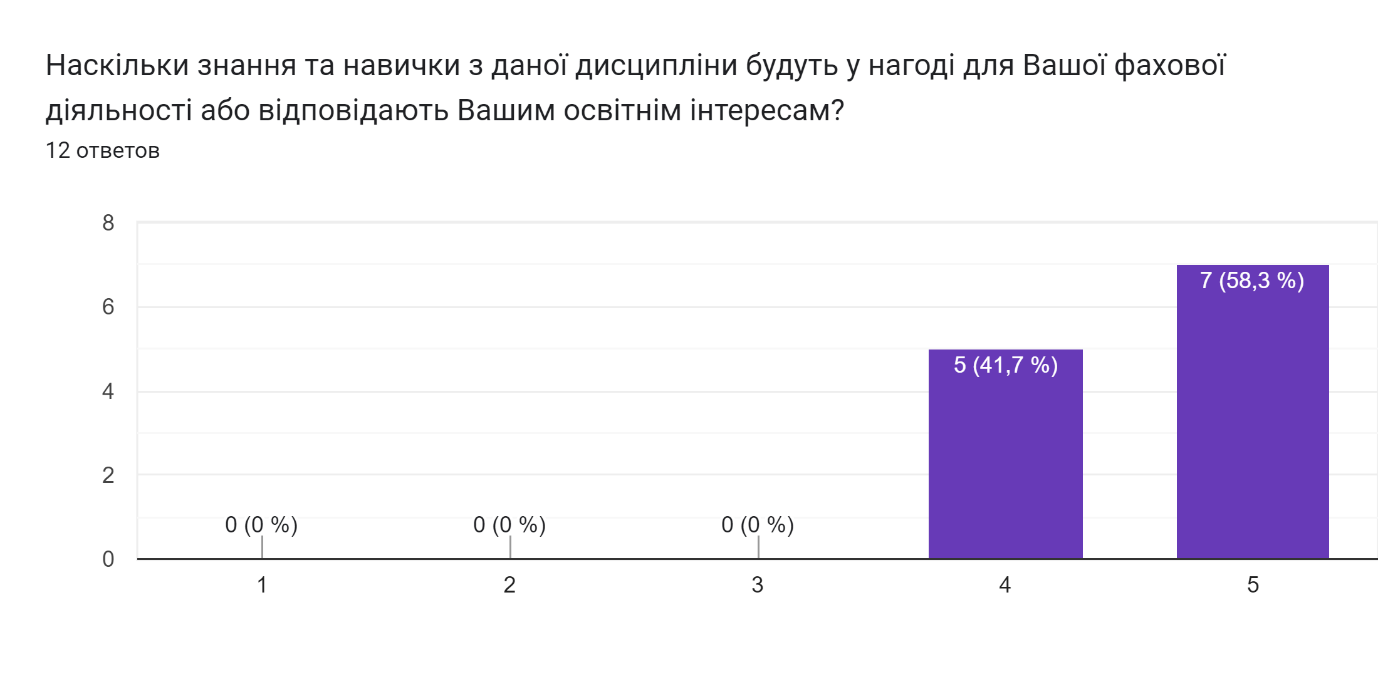 Наскільки знання та навички з даної дисципліни будуть у нагоді для Вашої фахової
діяльності або відповідають Вашим освітнім інтересам?
12 ответов
8
6
4
2
0
0 (0 %)
0 (0 %)
0 (0 %)
5 (41,7 %)
7 (58,3 %)
1
2
3
4
5